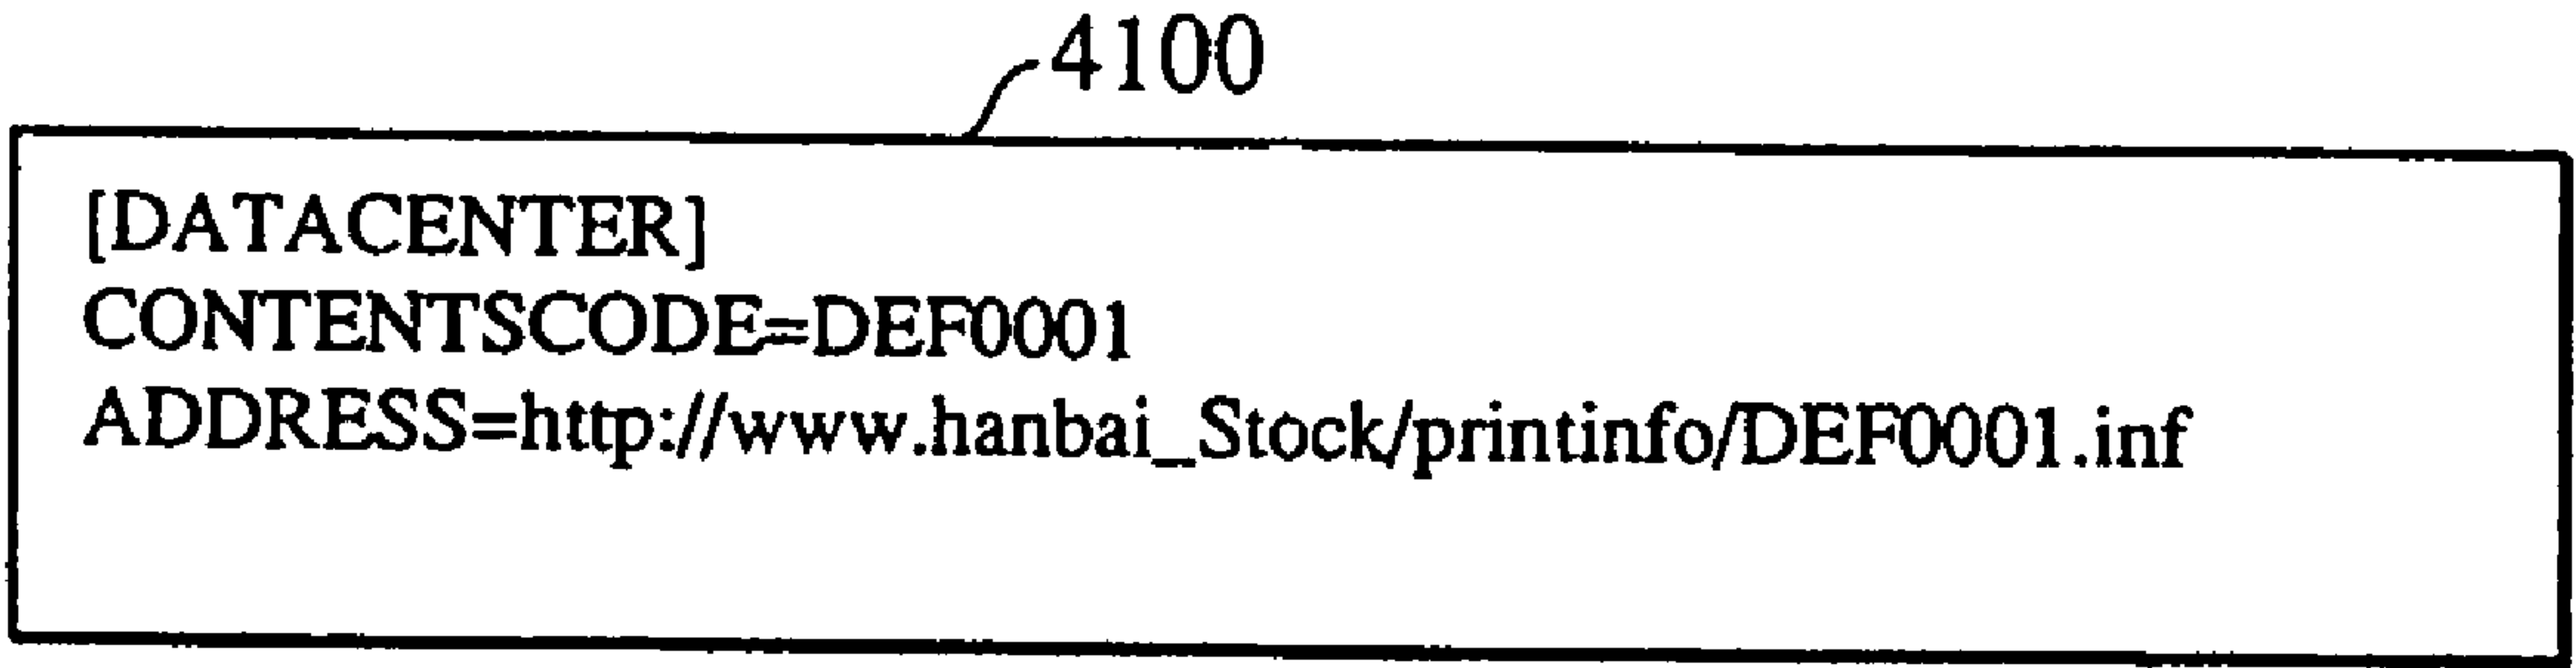 4100
[DATACENTER]
CONTENTSCODE=DEF0001
ADDRESS=http://www.hanbai_Stock/printinfo/DEF0001.inf